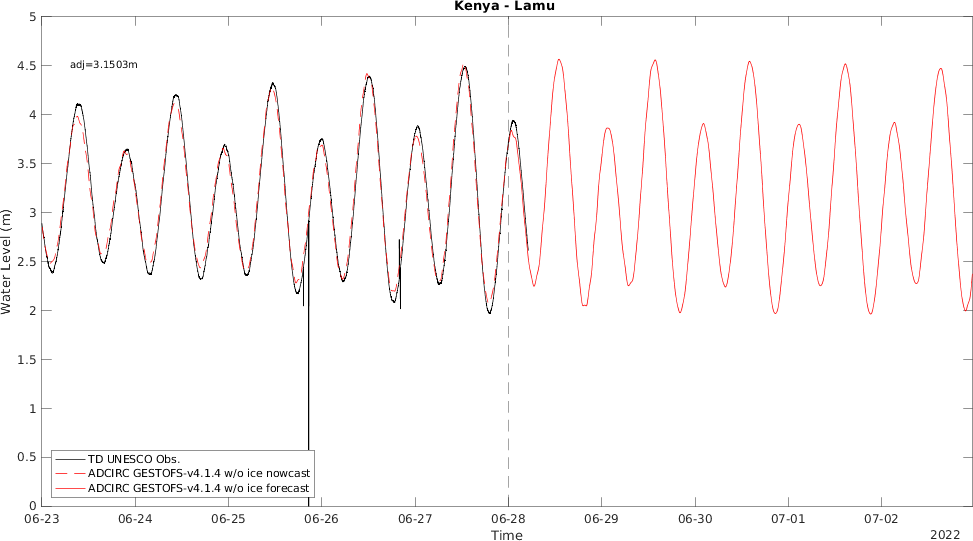 Kenya - Lamu
5
adj=3.1503m
4.5
4
3.5
3
2.5
2
1.5
1
0.5
0
Water Level (m)
TD UNESCO Obs.
ADCIRC GESTOFS-v4.1.4 w/o ice nowcast
ADCIRC GESTOFS-v4.1.4 w/o ice forecast
06-23 06-24 06-25 06-26 06-27 06-28 06-29 06-30 07-01 07-02
Time
2022